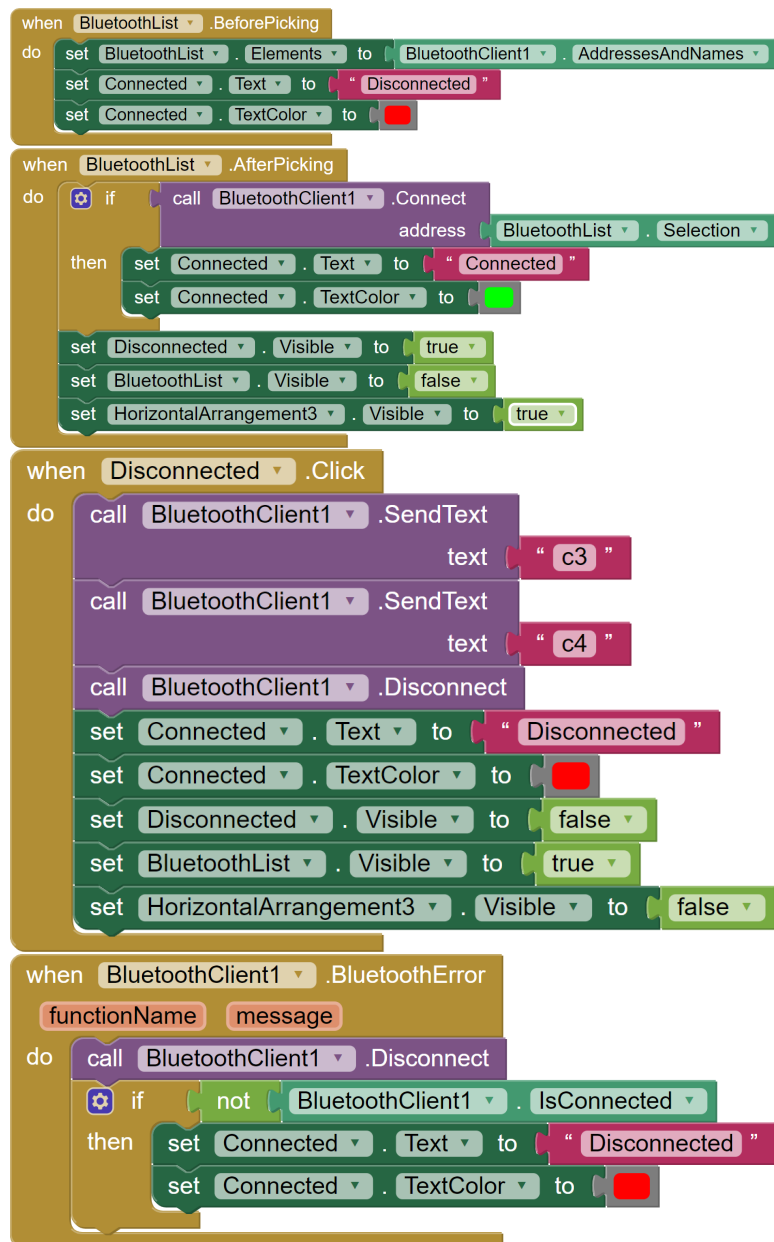 when BluetoothList .BeforePicking
do set BluetoothList . Elements to BluetoothClient1 . AddressesAndNames
set Connected . Text to " Disconnected "
set Connected . TextColor to
when BluetoothList .AfterPicking
do if call BluetoothClient1 .Connect
address BluetoothList . Selection
then set Connected . Text to " Connected "
set Connected . TextColor to
set Disconnected . Visible to true
set BluetoothList . Visible to false
set HorizontalArrangement3 . Visible to true
when Disconnected .Click
do call BluetoothClient1 .SendText
text " c3 "
call BluetoothClient1 .SendText
text " c4 "
call BluetoothClient1 .Disconnect
set Connected . Text to " Disconnected "
set Connected . TextColor to
set Disconnected . Visible to false
set BluetoothList . Visible to true
set HorizontalArrangement3 . Visible to false
when BluetoothClient1 .BluetoothError
functionName message
do call BluetoothClient1 .Disconnect
if not BluetoothClient1 . IsConnected
then set Connected . Text to " Disconnected "
set Connected . TextColor to